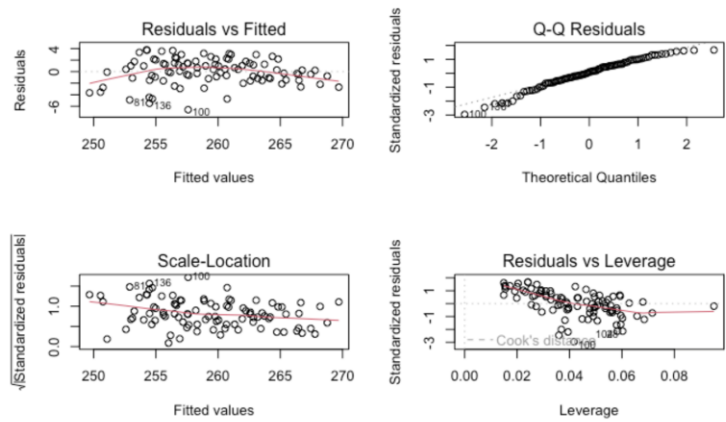 Residuals vs Fitted
Residuals
4
0
-6
81
136
100
250 255 260 265 270
Fitted values
Q-Q Residuals
Standardized residuals
1
-1
-3
100
-2 -1 0 1 2
Theoretical Quantiles
Scale-Location
√|Standardized residuals|
1.0
0.0
81
136
100
250 255 260 265 270
Fitted values
Residuals vs Leverage
Standardized residuals
1
-1
-3
Cook's distance
100
0.00 0.02 0.04 0.06 0.08
Leverage